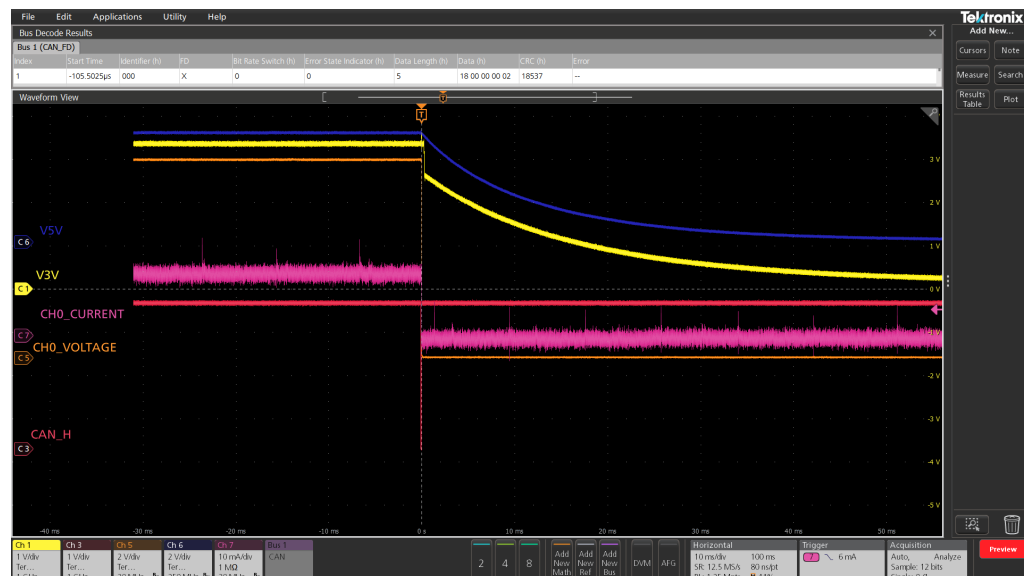 File Edit Applications Utility Help
Tektronix
Add New...
Bus Decode Results
Bus 1 (CAN_FD)
Index Start Time Identifier (h) FD Bit Rate Switch (h) Error State Indicator (h) Data Length (h) Data (h) CRC (h) Error
1 -105.5025µs 000 X 0 0 5 18 00 00 00 02 18537 --
Cursors Note
Measure Search
Results Table Plot
Waveform View
T
T
3 V
2 V
1 V
0 V
-1 V
-2 V
-3 V
-4 V
-5 V
C6 V5V
V3V
C1
CH0_CURRENT
C7
CH0_VOLTAGE
C5
CAN_H
C3
-40 ms -30 ms -20 ms -10 ms 0 s 10 ms 20 ms 30 ms 40 ms 50 ms
Ch 1 Ch 3 Ch 5 Ch 6 Ch 7 Bus 1
1 V/div 1 V/div 2 V/div 2 V/div 10 mA/div CAN
Ter... Ter... Ter... Ter... 1 MΩ
2 4 8
Add New Math Add New Ref Add New Bus DVM AFG
Horizontal
10 ms/div 100 ms
SR: 12.5 MS/s 80 ns/pt
Trigger
7 6 mA
Acquisition
Auto, Analyze
Sample: 12 bits
Preview